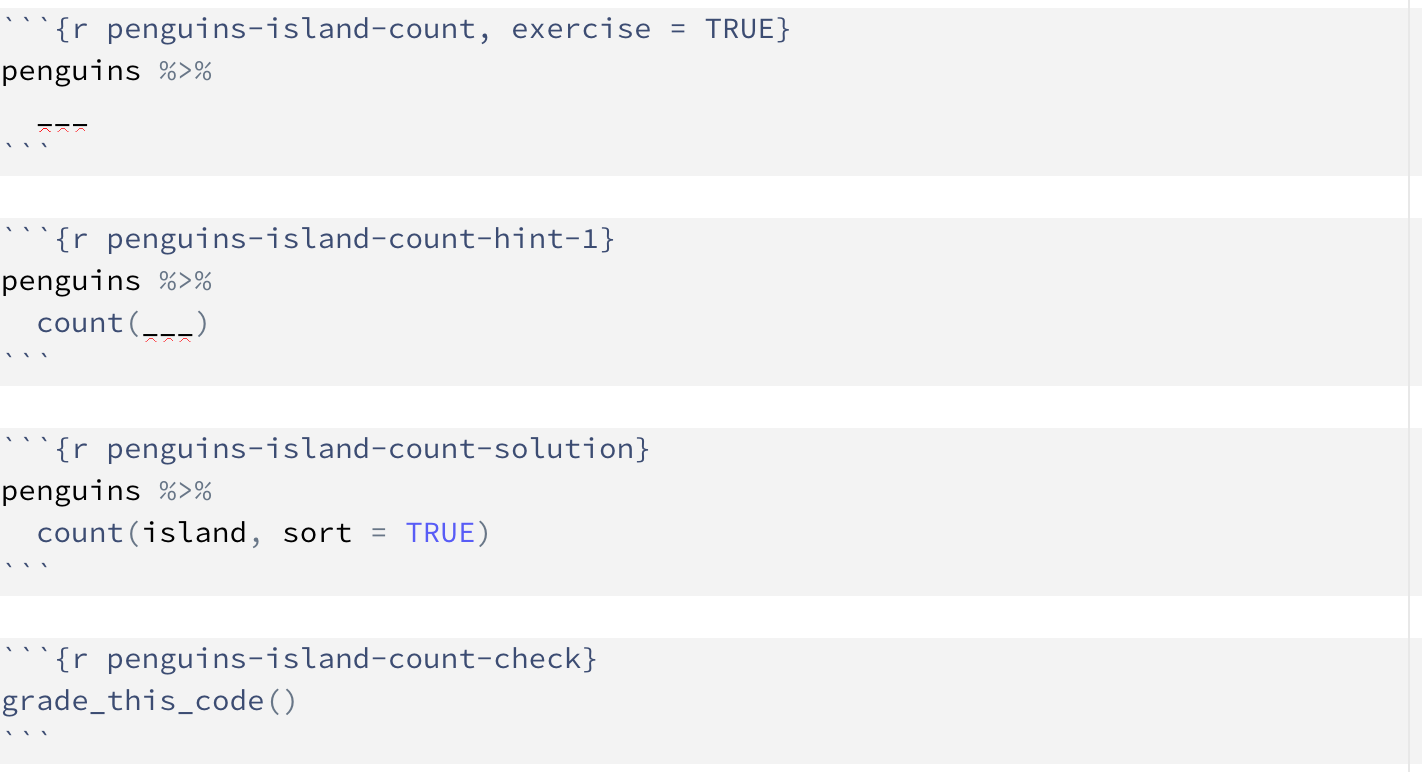 ```{r penguins-island-count, exercise = TRUE}
penguins %>%
  ___
```
```{r penguins-island-count-hint-1}
penguins %>%
  count(___)
```
```{r penguins-island-count-solution}
penguins %>%
  count(island, sort = TRUE)
```
```{r penguins-island-count-check}
grade_this_code()
```